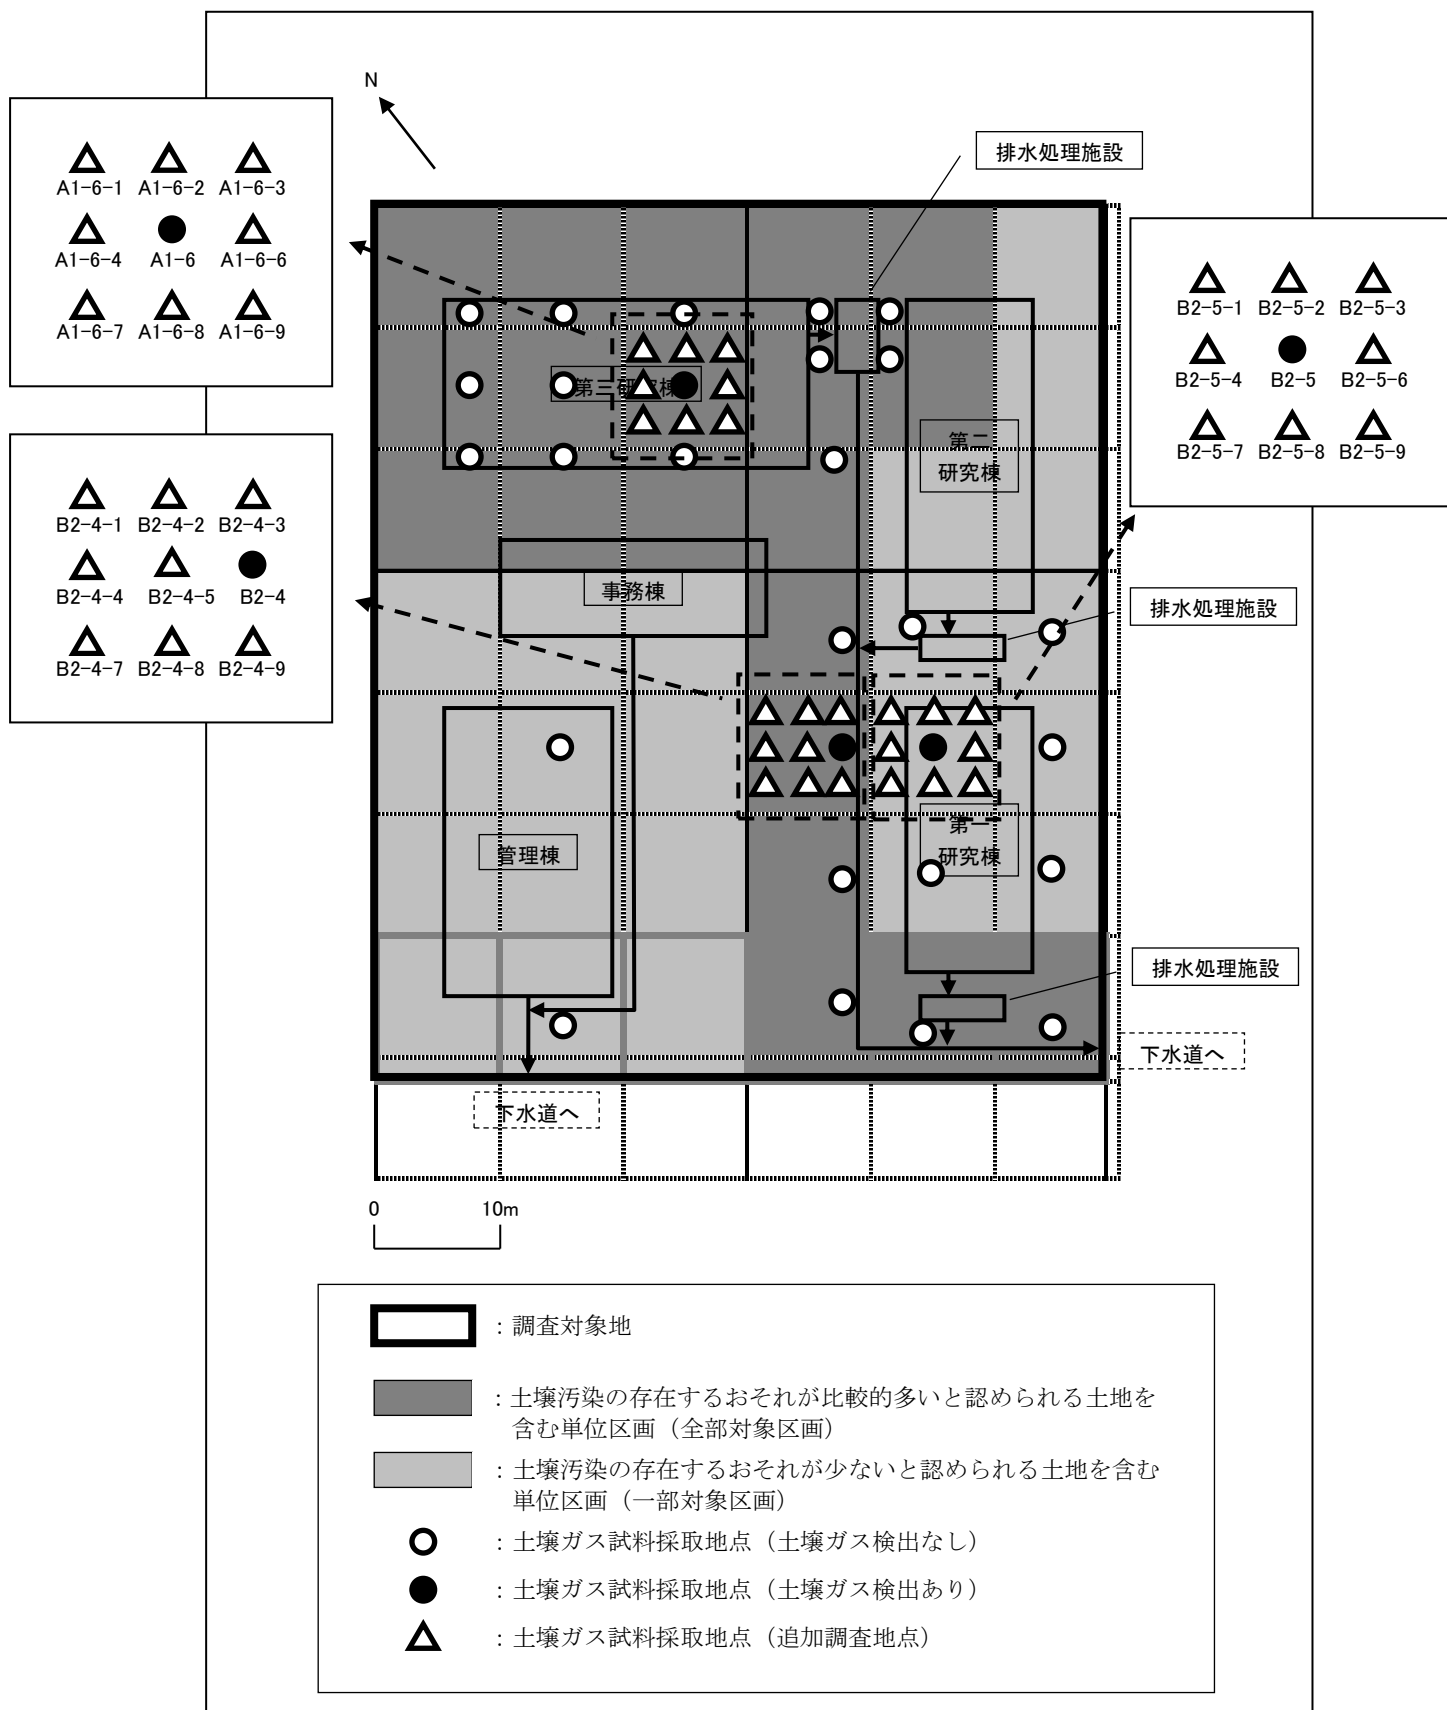 N
排水処理施設
A1-6-1 A1-6-2 A1-6-3
A1-6-4 A1-6 A1-6-6
A1-6-7 A1-6-8 A1-6-9
B2-5-1 B2-5-2 B2-5-3
B2-5-4 B2-5 B2-5-6
B2-5-7 B2-5-8 B2-5-9
第三研究棟
第二
研究棟
B2-4-1 B2-4-2 B2-4-3
B2-4-4 B2-4-5 B2-4
B2-4-7 B2-4-8 B2-4-9
事務棟
排水処理施設
第一
研究棟
管理棟
排水処理施設
下水道へ
下水道へ
0 10m
：調査対象地
：土壌汚染の存在するおそれが比較的多いと認められる土地を
含む単位区画（全部対象区画）
：土壌汚染の存在するおそれが少ないと認められる土地を含む
単位区画（一部対象区画）
：土壌ガス試料採取地点（土壌ガス検出なし）
：土壌ガス試料採取地点（土壌ガス検出あり）
：土壌ガス試料採取地点（追加調査地点）